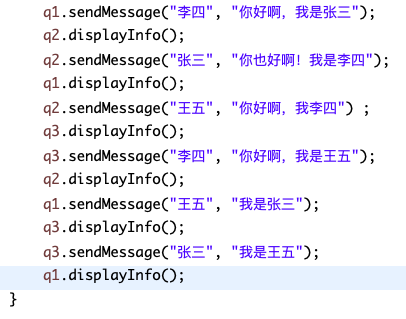 q1.sendMessage("李四", "你好啊，我是张三");
q2.displayInfo();
q2.sendMessage("张三", "你也好啊！我是李四");
q1.displayInfo();
q2.sendMessage("王五", "你好啊，我李四") ;
q3.displayInfo();
q3.sendMessage("李四", "你好啊，我是王五");
q2.displayInfo();
q1.sendMessage("王五", "我是张三");
q3.displayInfo();
q3.sendMessage("张三", "我是王五");
q1.displayInfo();
}